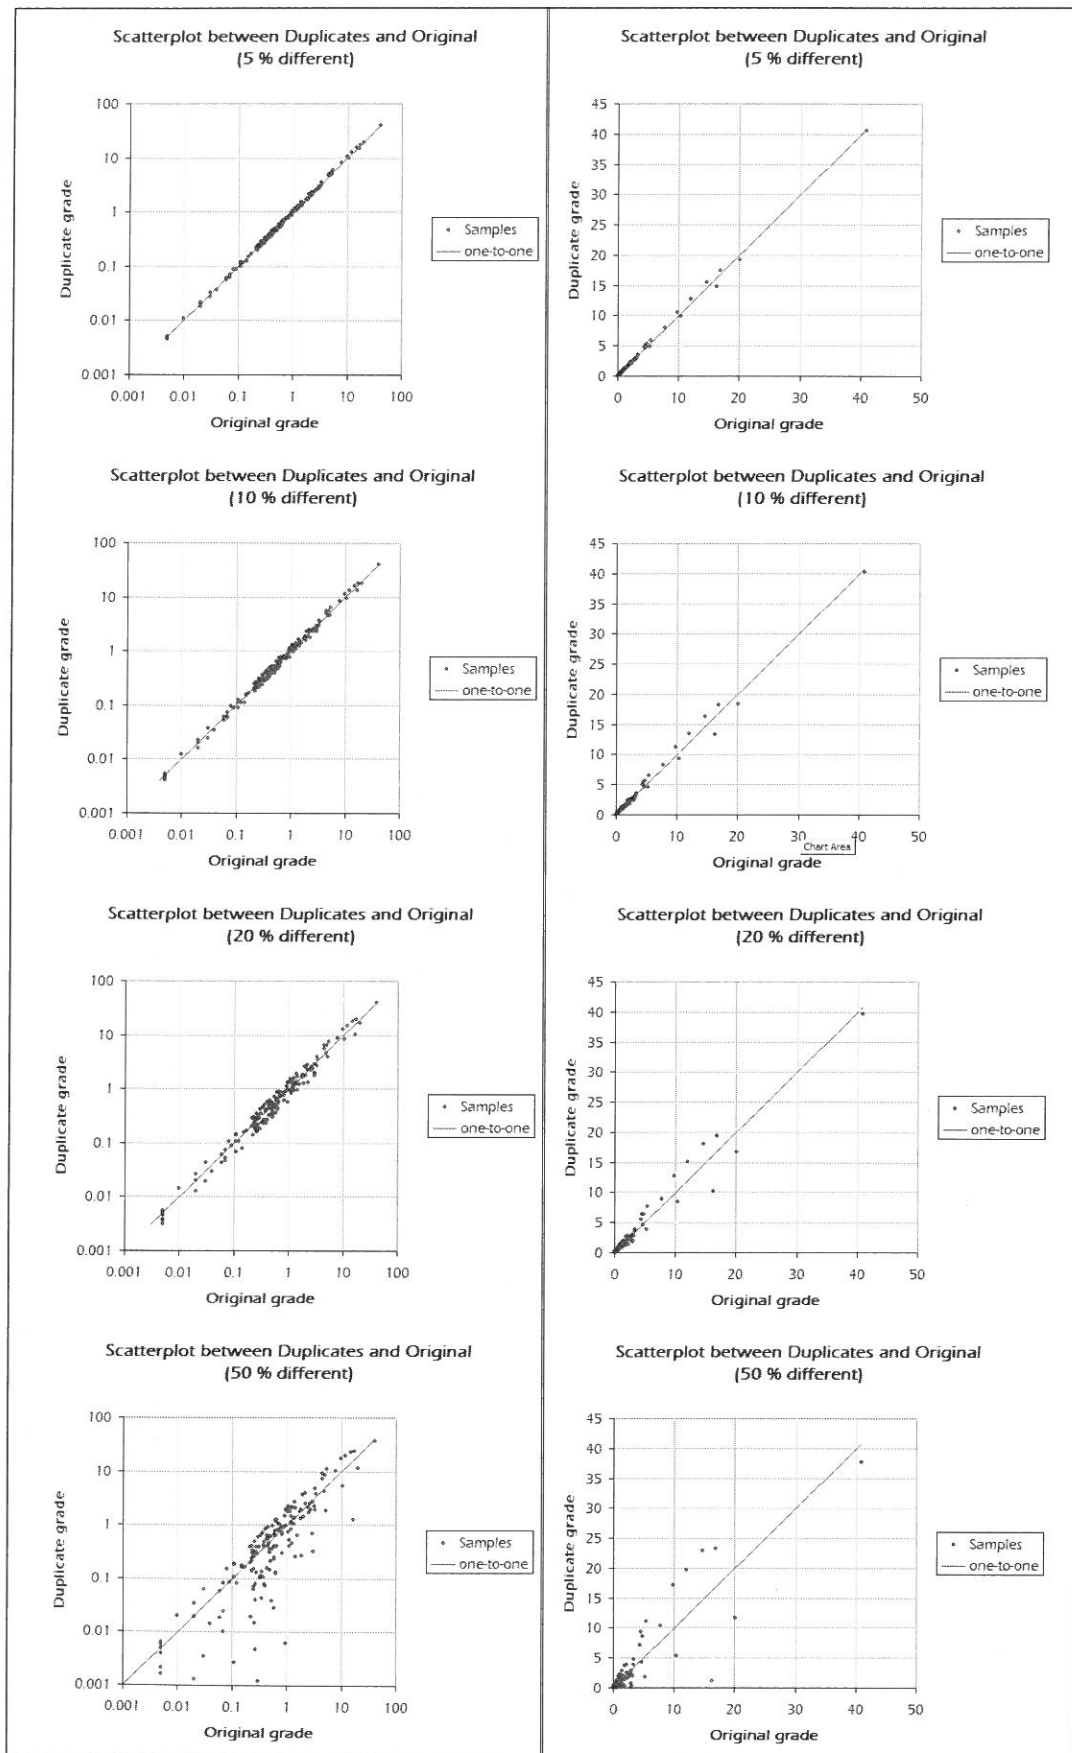 Scatterplot between Duplicates and Original
(5 % different)
100
10
1
0.1
0.01
0.001
0.001 0.01 0.1 1 10 100
Duplicate grade
Original grade
Samples
one-to-one
Scatterplot between Duplicates and Original
(5 % different)
45
40
35
30
25
20
15
10
5
0
0 10 20 30 40 50
Duplicate grade
Original grade
Samples
one-to-one
Scatterplot between Duplicates and Original
(10 % different)
100
10
1
0.1
0.01
0.001
0.001 0.01 0.1 1 10 100
Duplicate grade
Original grade
Samples
one-to-one
Scatterplot between Duplicates and Original
(10 % different)
45
40
35
30
25
20
15
10
5
0
0 10 20 30 40 50
Chart Area
Duplicate grade
Original grade
Samples
one-to-one
Scatterplot between Duplicates and Original
(20 % different)
100
10
1
0.1
0.01
0.001
0.001 0.01 0.1 1 10 100
Duplicate grade
Original grade
Samples
one-to-one
Scatterplot between Duplicates and Original
(20 % different)
45
40
35
30
25
20
15
10
5
0
0 10 20 30 40 50
Duplicate grade
Original grade
Samples
one-to-one
Scatterplot between Duplicates and Original
(50 % different)
100
10
1
0.1
0.01
0.001
0.001 0.01 0.1 1 10 100
Duplicate grade
Original grade
Samples
one-to-one
Scatterplot between Duplicates and Original
(50 % different)
45
40
35
30
25
20
15
10
5
0
0 10 20 30 40 50
Duplicate grade
Original grade
Samples
one-to-one